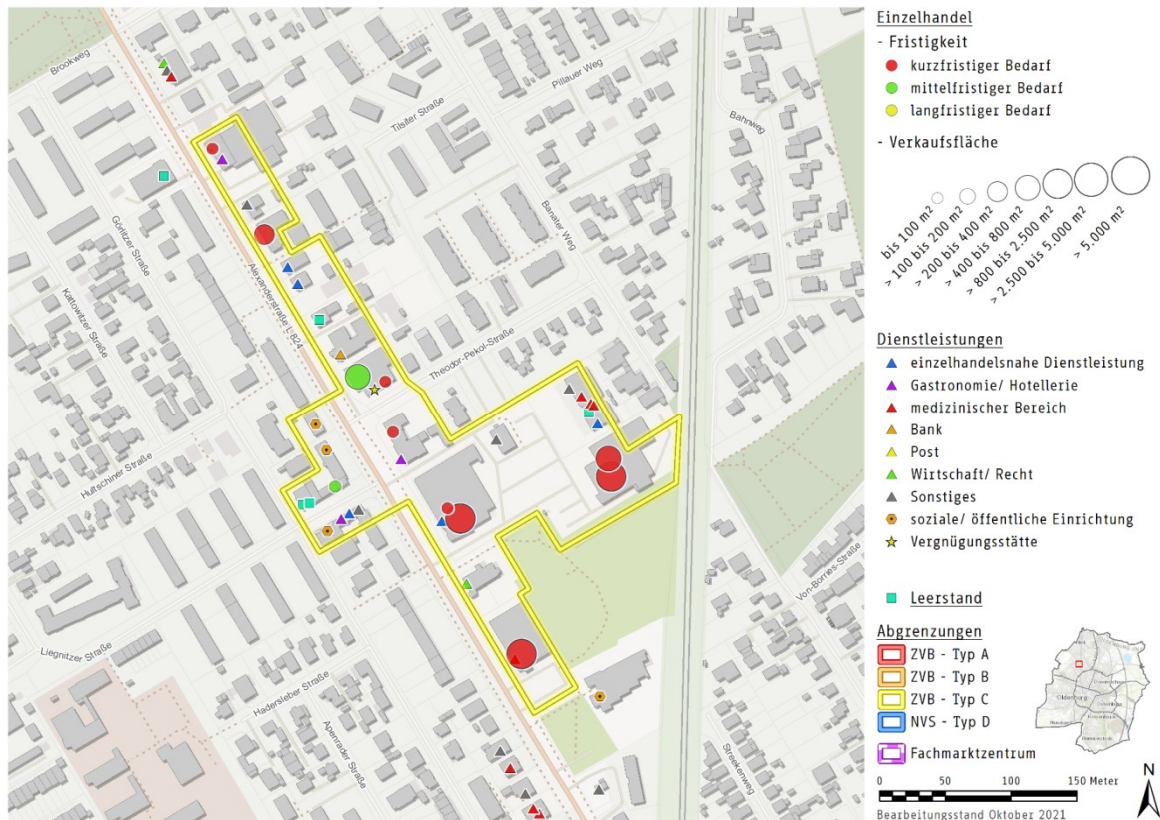 Brookweg
Pillauer Weg
Tilsiter Straße
Bahnweg
Banater Weg
Görlitzer Straße
Kattowitzer Straße
Alexanderstraße L 824
Theodor-Pekol-Straße
Hultschiner Straße
Von-Borries-Straße
Liegnitzer Straße
Haderslebener Straße
Apenrader Straße
Streekenweg
Einzelhandel
- Fristigkeit
kurzfristiger Bedarf
mittelfristiger Bedarf
langfristiger Bedarf
- Verkaufsfläche
bis 100 m²
> 100 bis 200 m²
> 200 bis 400 m²
> 400 bis 800 m²
> 800 bis 2.500 m²
> 2.500 bis 5.000 m²
> 5.000 m²
Dienstleistungen
einzelhandelsnahe Dienstleistung
Gastronomie/ Hotellerie
medizinischer Bereich
Bank
Post
Wirtschaft/ Recht
Sonstiges
soziale/ öffentliche Einrichtung
Vergnügungsstätte
Leerstand
Abgrenzungen
ZVB - Typ A
ZVB - Typ B
ZVB - Typ C
NVS - Typ D
Fachmarktzentrum
Oldenburg
N
0 50 100 150 Meter
Bearbeitungsstand Oktober 2021